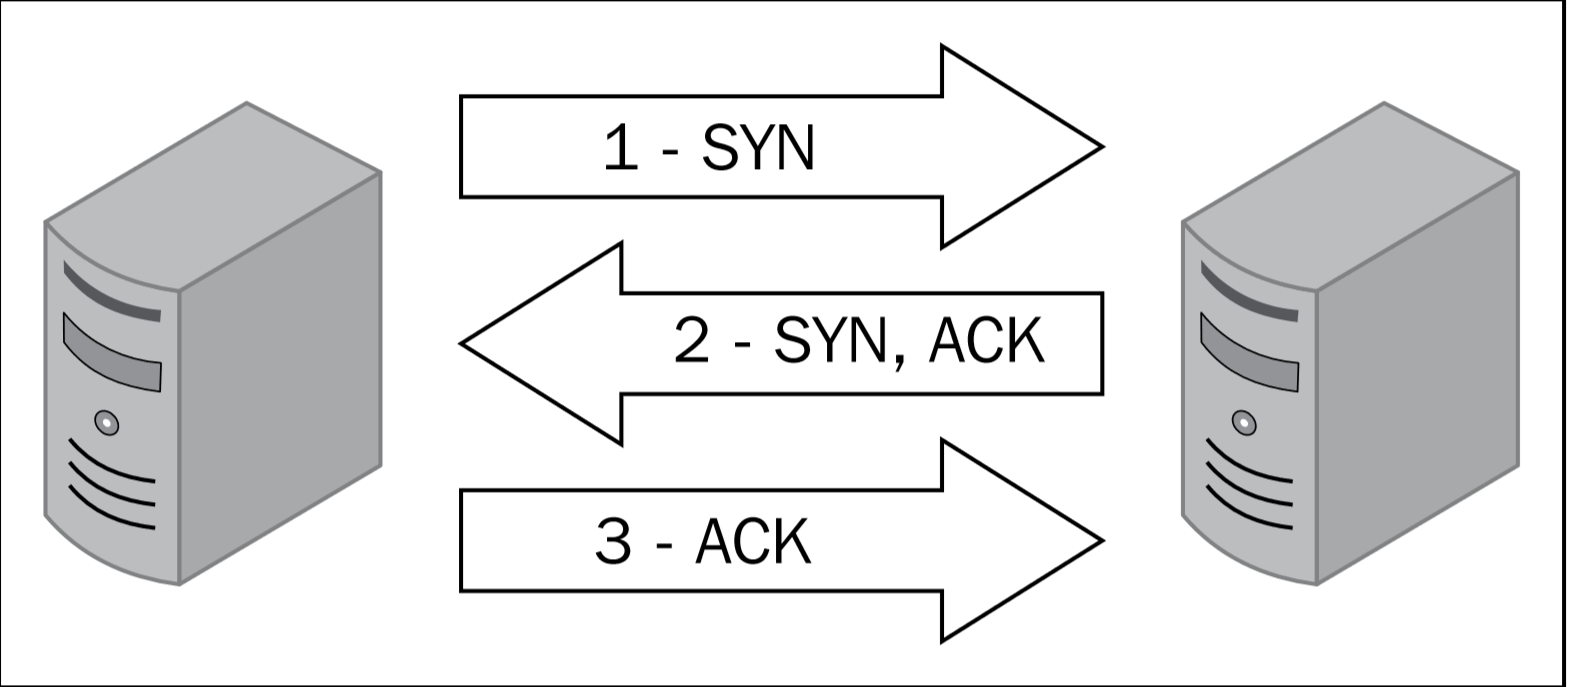 1 - SYN
2 - SYN, ACK
3 - ACK